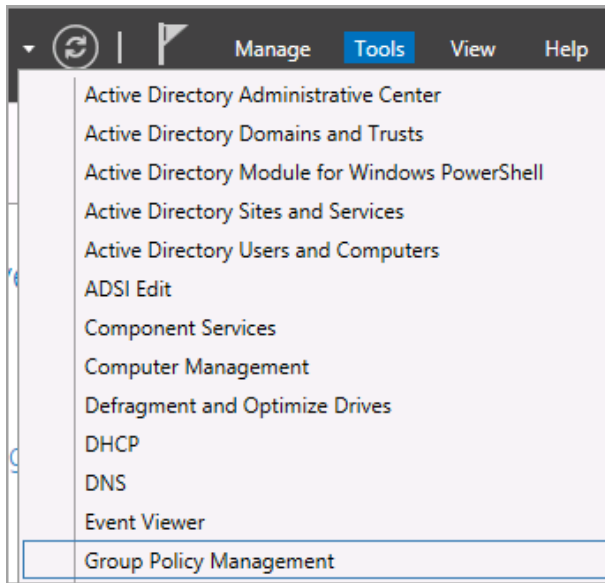 Manage Tools View Help
Active Directory Administrative Center
Active Directory Domains and Trusts
Active Directory Module for Windows PowerShell
Active Directory Sites and Services
Active Directory Users and Computers
ADSI Edit
Component Services
Computer Management
Defragment and Optimize Drives
DHCP
DNS
Event Viewer
Group Policy Management